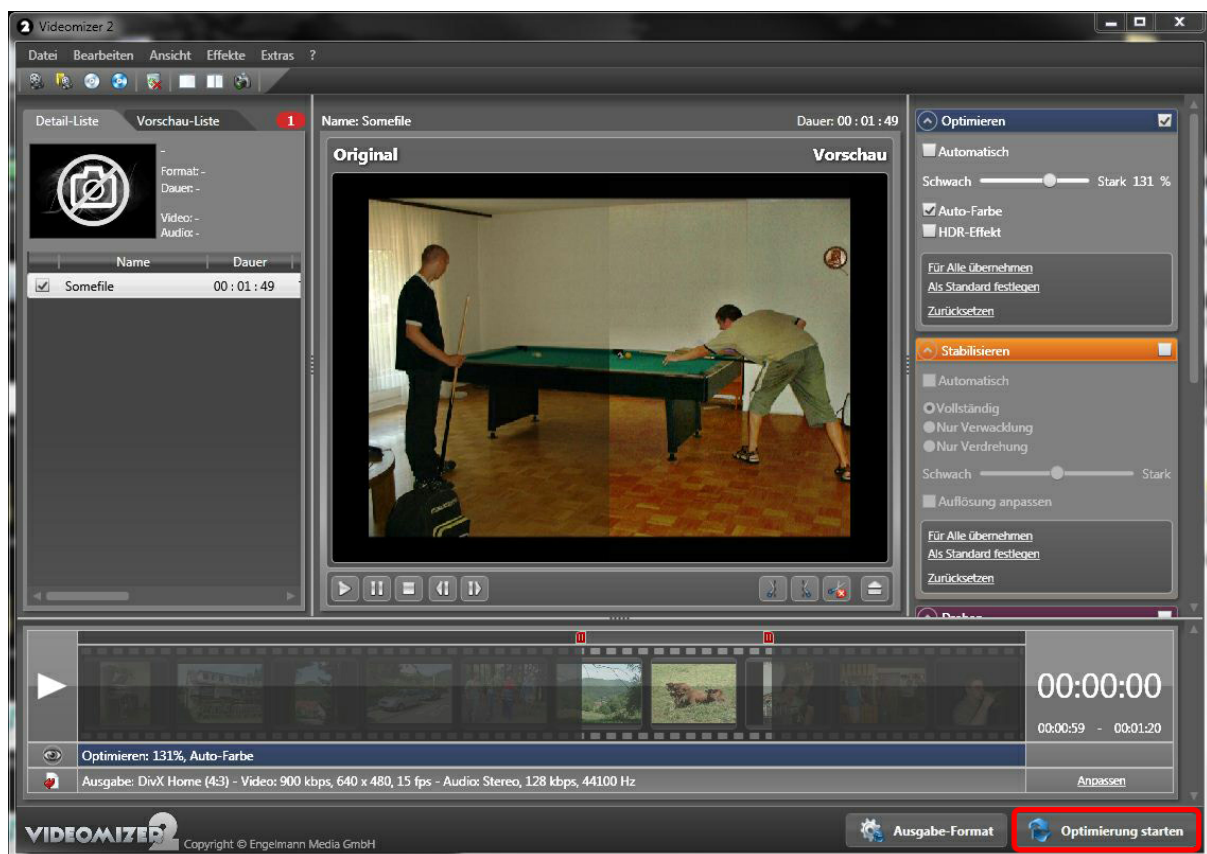 Videomizer 2
Datei Bearbeiten Ansicht Effekte Extras ?
Detail-Liste Vorschau-Liste 1
-
Format: -
Dauer: -
Video: -
Audio: -
Name Dauer
Somefile 00 : 01 : 49
Name: Somefile Dauer: 00 : 01 : 49
Original Vorschau
Optimieren
Automatisch
Schwach Stark 131 %
Auto-Farbe
HDR-Effekt
Für Alle übernehmen
Als Standard festlegen
Zurücksetzen
Stabilisieren
Automatisch
Vollständig
Nur Verwacklung
Nur Verdrehung
Schwach Stark
Auflösung anpassen
Für Alle übernehmen
Als Standard festlegen
Zurücksetzen
00:00:00
00:00:59 - 00:01:20
Optimieren: 131%, Auto-Farbe
Ausgabe: DivX Home (4:3) - Video: 900 kbps, 640 x 480, 15 fps - Audio: Stereo, 128 kbps, 44100 Hz Anpassen
VIDEOMIZER 2 Copyright © Engelmann Media GmbH
Ausgabe-Format Optimierung starten